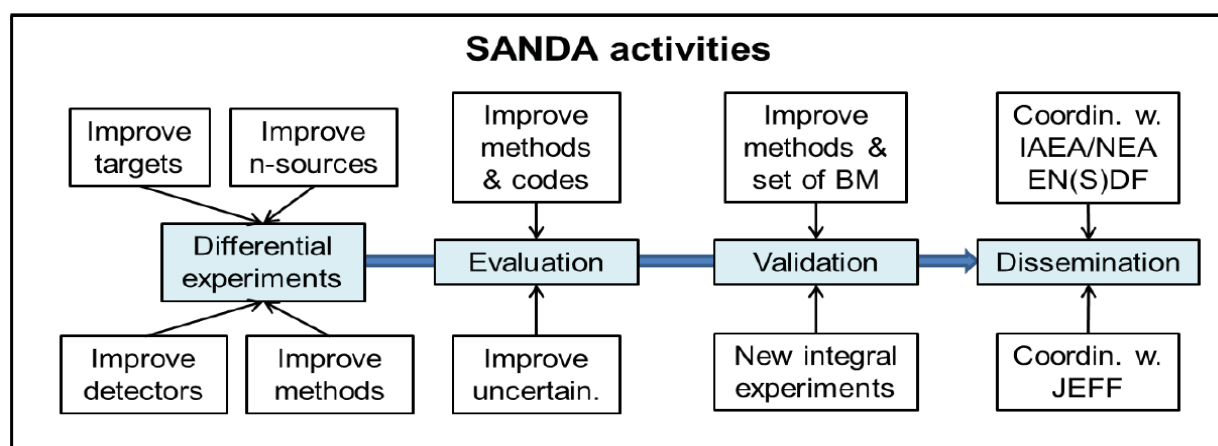 SANDA activities
Improve
targets
Improve
n-sources
Improve
methods
& codes
Improve
methods &
set of BM
Coordin. w.
IAEA/NEA
EN(S)DF
Differential
experiments
Evaluation
Validation
Dissemination
Improve
detectors
Improve
methods
Improve
uncertain.
New integral
experiments
Coordin. w.
JEFF